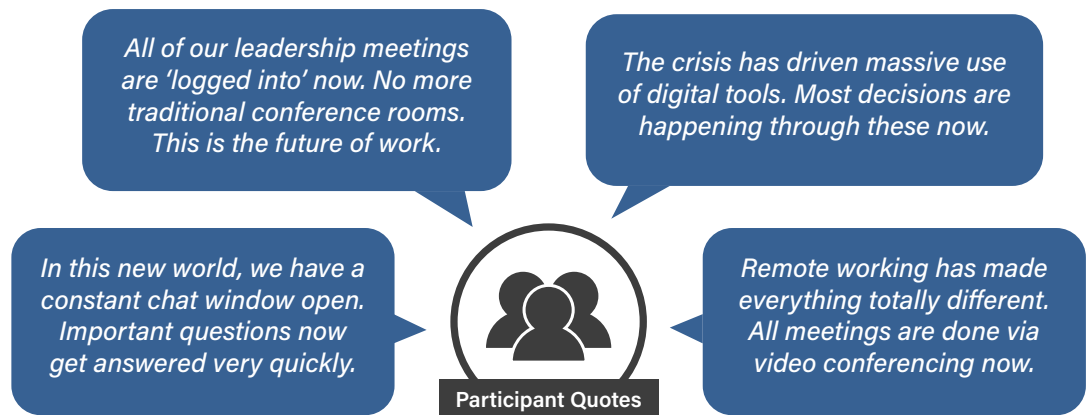 All of our leadership meetings
are ‘logged into’ now. No more
traditional conference rooms.
This is the future of work.
The crisis has driven massive use
of digital tools. Most decisions are
happening through these now.
In this new world, we have a
constant chat window open.
Important questions now
get answered very quickly.
Remote working has made
everything totally different.
All meetings are done via
video conferencing now.
Participant Quotes